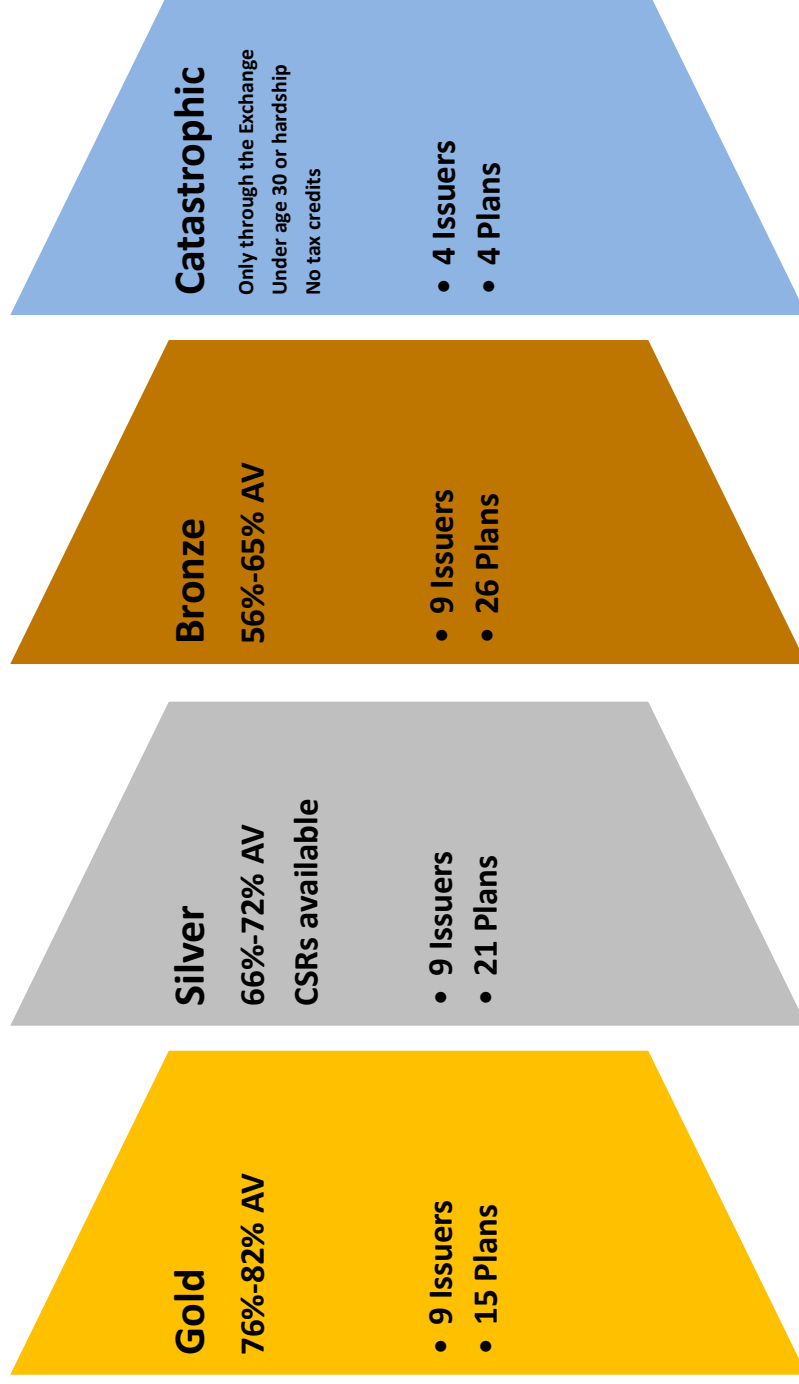 Gold
76%-82% AV
• 9 Issuers
• 15 Plans
Silver
66%-72% AV
CSRs available
• 9 Issuers
• 21 Plans
Bronze
56%-65% AV
• 9 Issuers
• 26 Plans
Catastrophic
Only through the Exchange
Under age 30 or hardship
No tax credits
• 4 Issuers
• 4 Plans